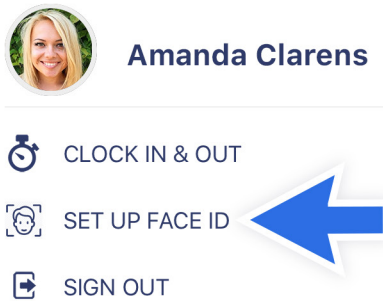 Amanda Clarens
CLOCK IN & OUT
SET UP FACE ID
SIGN OUT